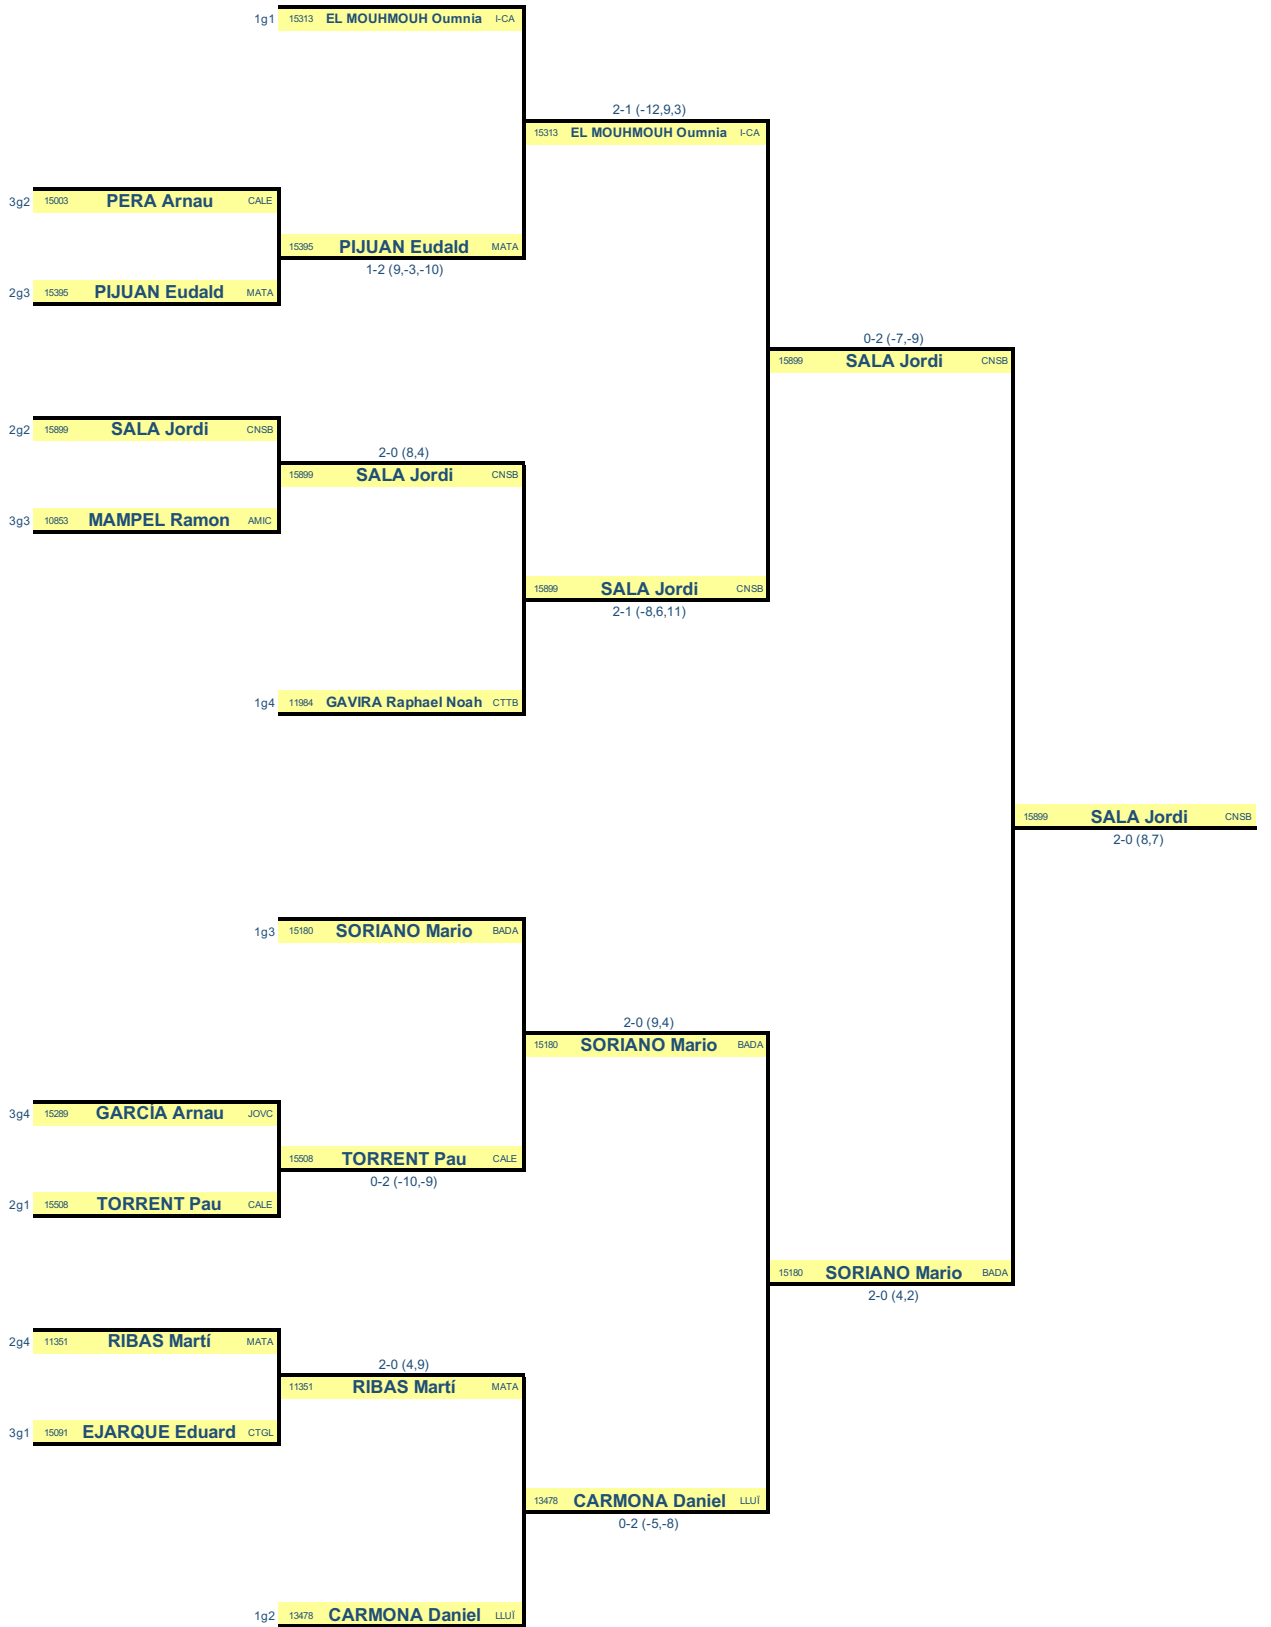 1g1 15313 EL MOUHMOUH Oumnia I-CA
2-1 (-12,9,3)
15313 EL MOUHMOUH Oumnia I-CA
3g2 15003 PERA Arnau CALE
15395 PIJUAN Eudald MATA
1-2 (9,-3,-10)
2g3 15395 PIJUAN Eudald MATA
0-2 (-7,-9)
15899 SALA Jordi CNSB
2g2 15899 SALA Jordi CNSB
2-0 (8,4)
15899 SALA Jordi CNSB
3g3 10853 MAMPEL Ramon AMIC
15899 SALA Jordi CNSB
2-1 (-8,6,11)
1g4 11984 GAVIRA Raphael Noah CTTB
15899 SALA Jordi CNSB
2-0 (8,7)
1g3 15180 SORIANO Mario BADA
2-0 (9,4)
15180 SORIANO Mario BADA
3g4 15289 GARCÍA Arnau JOVC
15508 TORRENT Pau CALE
0-2 (-10,-9)
2g1 15508 TORRENT Pau CALE
15180 SORIANO Mario BADA
2-0 (4,2)
2g4 11351 RIBAS Martí MATA
2-0 (4,9)
11351 RIBAS Martí MATA
3g1 15091 EJARQUE Eduard CTGL
13478 CARMONA Daniel LLUÏ
0-2 (-5,-8)
1g2 13478 CARMONA Daniel LLUÏ